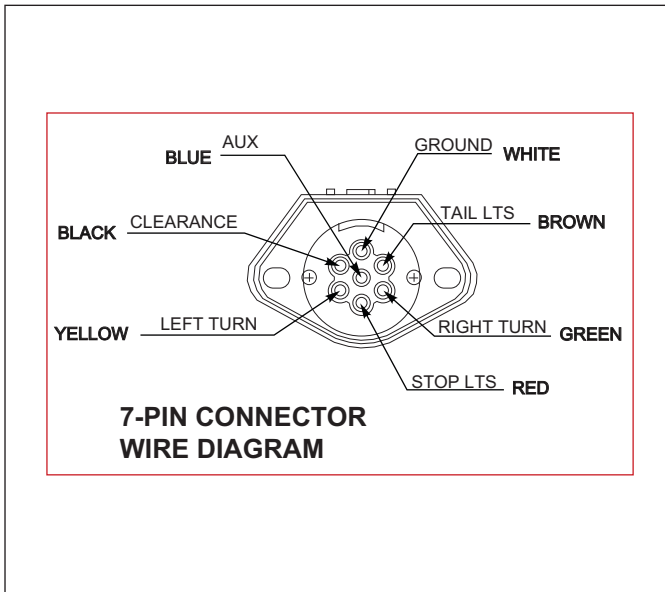 BLUE AUX
GROUND WHITE
BLACK CLEARANCE
TAIL LTS BROWN
YELLOW LEFT TURN
RIGHT TURN GREEN
STOP LTS RED
7-PIN CONNECTOR
WIRE DIAGRAM